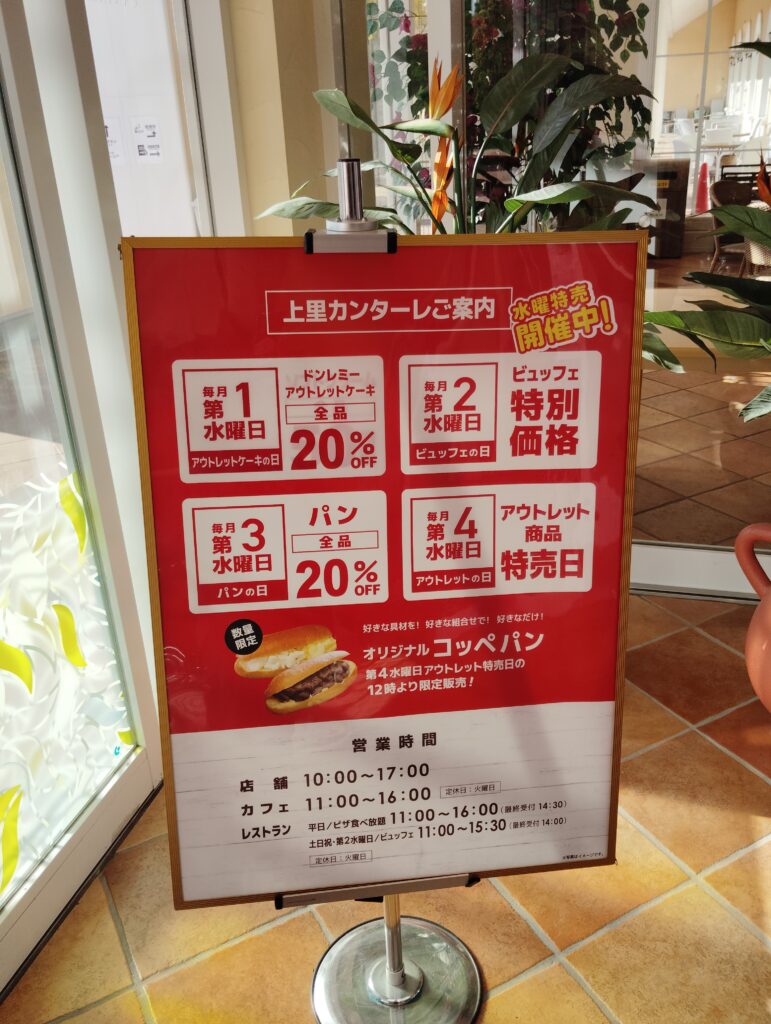 上里カンターレご案内
水曜特売
開催中!
毎月
第1
水曜日
アウトレットケーキの日
ドンレミー
アウトレットケーキ
全品
20%OFF
毎月
第2
水曜日
ビュッフェの日
ビュッフェ
特別
価格
毎月
第3
水曜日
パンの日
パン
全品
20%OFF
毎月
第4
水曜日
アウトレットの日
アウトレット
商品
特売日
数量
限定
好きな具材を! 好きな組合せで! 好きなだけ!
オリジナル コッペパン
第4水曜日アウトレット特売日の
12時より限定販売!
営業時間
店舗 10:00〜17:00
カフェ 11:00〜16:00 定休日:火曜日
レストラン 平日/ピザ食べ放題 11:00〜16:00(最終受付 14:30)
土日祝・第2水曜日/ビュッフェ 11:00〜15:30(最終受付 14:00)
定休日:火曜日
※写真はイメージです。